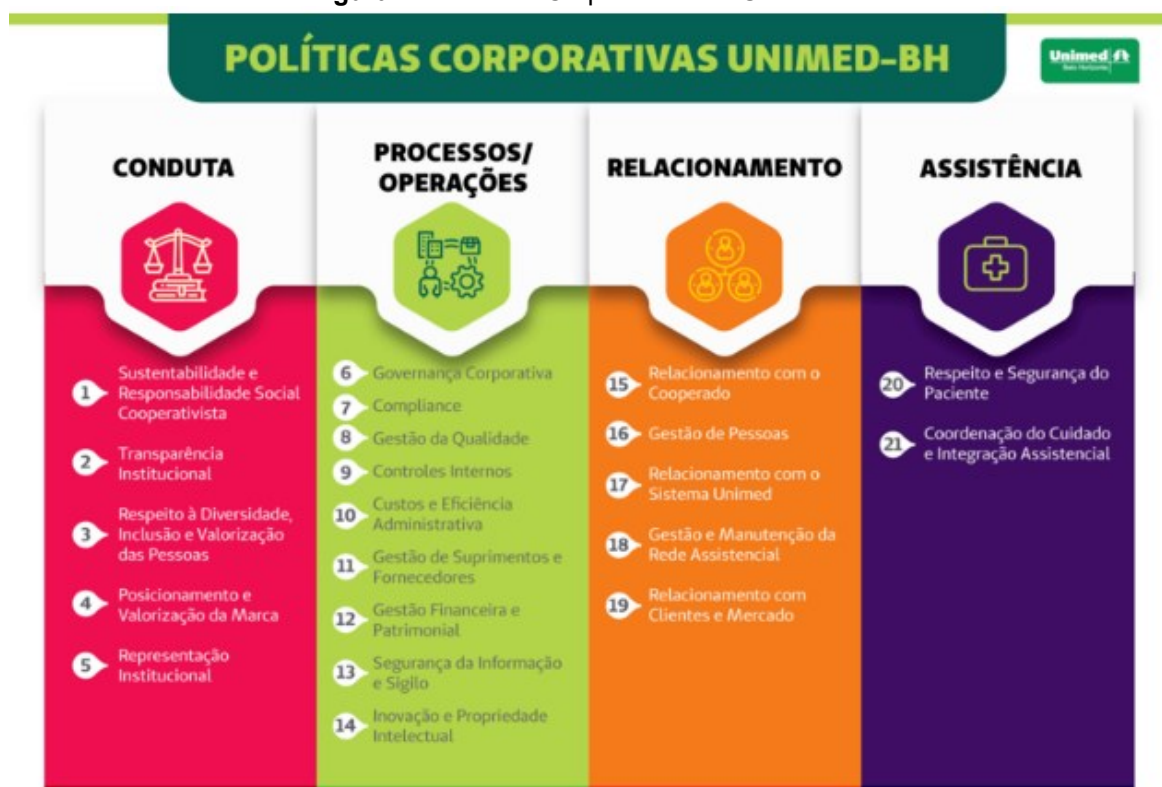 POLÍTICAS CORPORATIVAS UNIMED-BH
Unimed
Belo Horizonte
CONDUTA
1 Sustentabilidade e
Responsabilidade Social
Cooperativista
2 Transparência
Institucional
3 Respeito à Diversidade,
Inclusão e Valorização
das Pessoas
4 Posicionamento e
Valorização da Marca
5 Representação
Institucional
PROCESSOS/
OPERAÇÕES
6 Governança Corporativa
7 Compliance
8 Gestão da Qualidade
9 Controles Internos
10 Custos e Eficiência
Administrativa
11 Gestão de Suprimentos e
Fornecedores
12 Gestão Financeira e
Patrimonial
13 Segurança da Informação
e Sigilo
14 Inovação e Propriedade
Intelectual
RELACIONAMENTO
15 Relacionamento com o
Cooperado
16 Gestão de Pessoas
17 Relacionamento com o
Sistema Unimed
18 Gestão e Manutenção da
Rede Assistencial
19 Relacionamento com
Clientes e Mercado
ASSISTÊNCIA
20 Respeito e Segurança do
Paciente
21 Coordenação do Cuidado
e Integração Assistencial